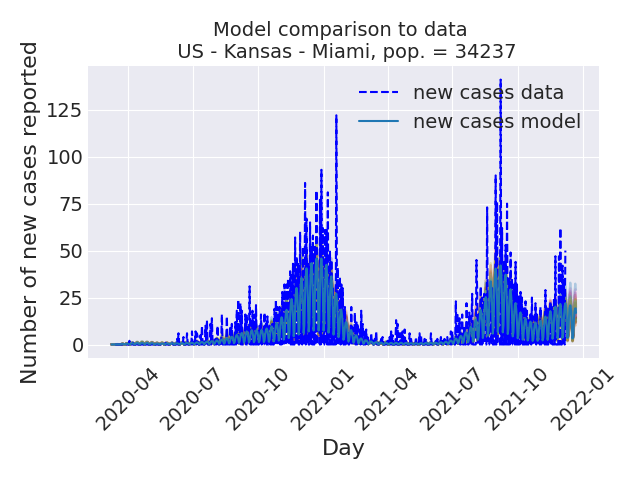 Model comparison to data
US - Kansas - Miami, pop. = 34237
Number of new cases reported
125
100
75
50
25
0
new cases data
new cases model
2020-04
2020-07
2020-10
2021-01
2021-04
2021-07
2021-10
2022-01
Day